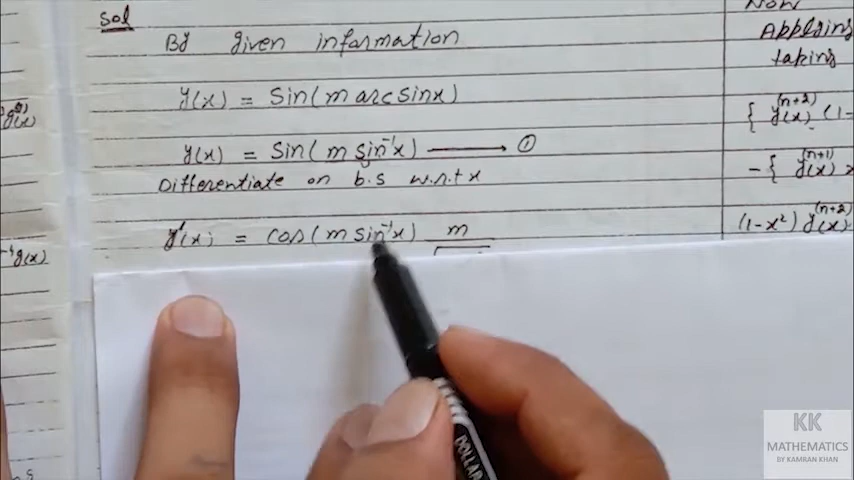 sol
By given information
y(x) = Sin(m arcsinx)
y(x) = Sin(m sin⁻¹x) ①
Differentiate on b.s w.r.t x
y'(x) = cos(m sin⁻¹x) m
Now
Applying
taking
{ y(x)⁽ⁿ⁺²⁾ (1-
-{ y(x)⁽ⁿ⁺¹⁾
(1-x²) y(x)⁽ⁿ⁺²⁾
DOLLAR
KK
MATHEMATICS
BY KAMRAN KHAN